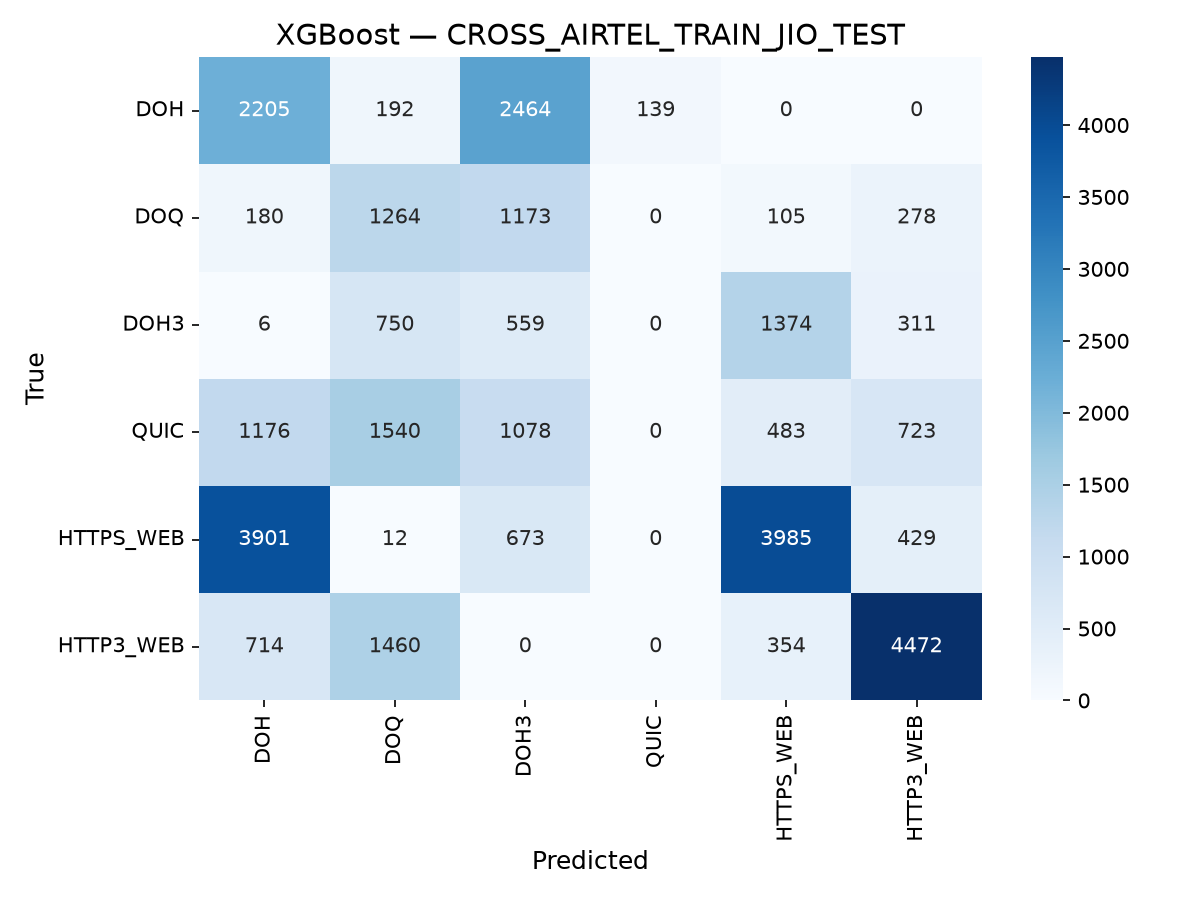 XGBoost — CROSS_AIRTEL_TRAIN_JIO_TEST
True
DOH 2205 192 2464 139 0 0
DOQ 180 1264 1173 0 105 278
DOH3 6 750 559 0 1374 311
QUIC 1176 1540 1078 0 483 723
HTTPS_WEB 3901 12 673 0 3985 429
HTTP3_WEB 714 1460 0 0 354 4472
DOH DOQ DOH3 QUIC HTTPS_WEB HTTP3_WEB
Predicted
4000
3500
3000
2500
2000
1500
1000
500
0